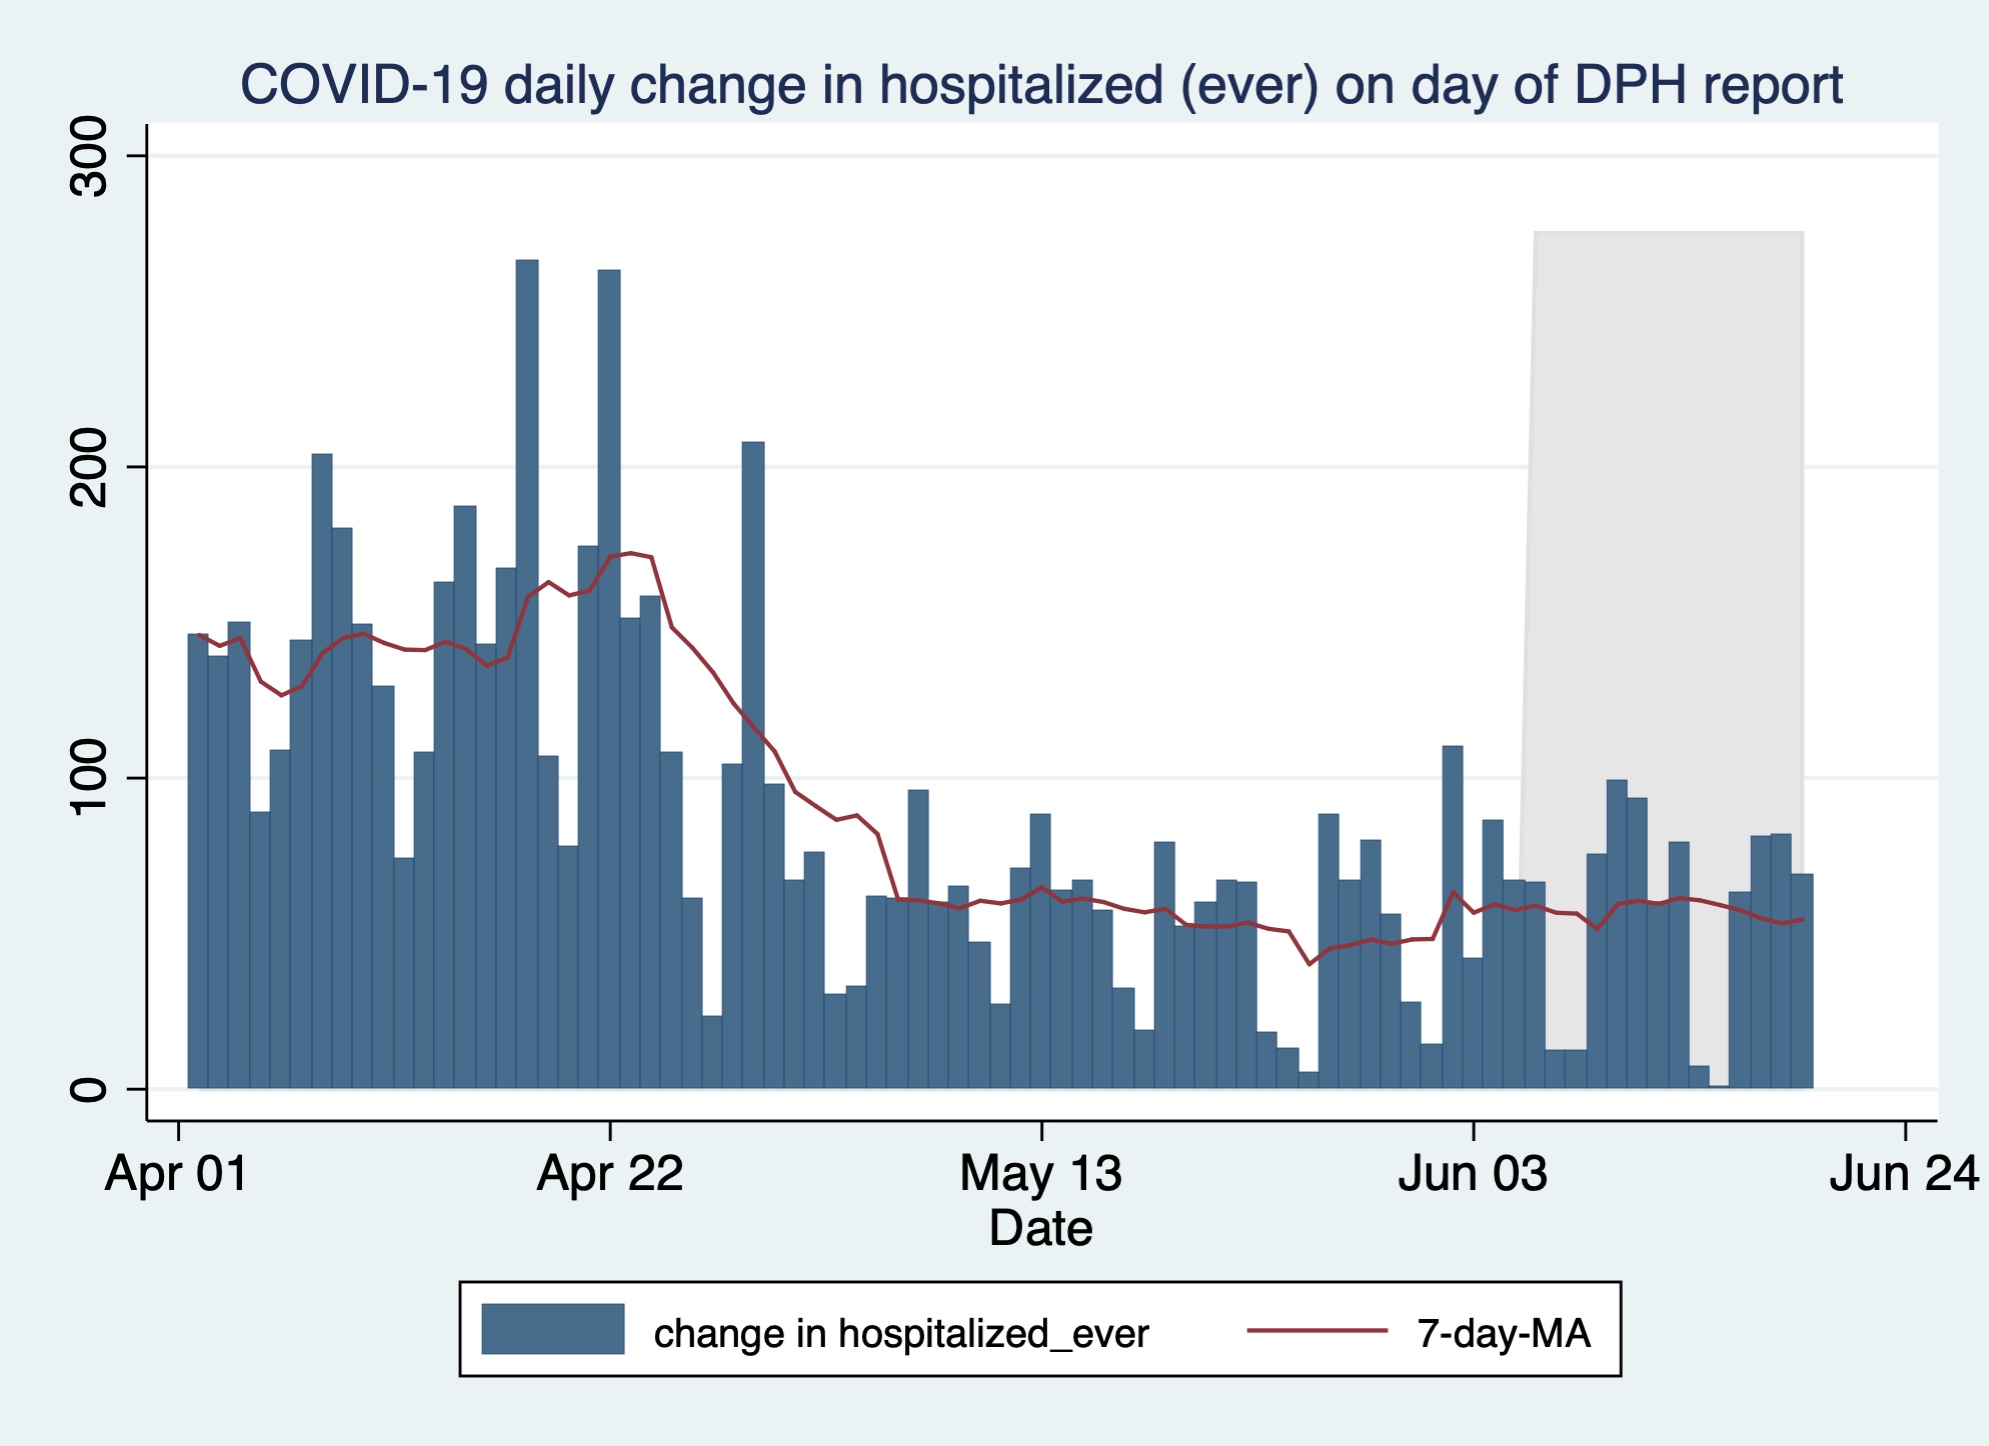 COVID-19 daily change in hospitalized (ever) on day of DPH report
300
200
100
0
Apr 01 Apr 22 May 13 Jun 03 Jun 24
Date
change in hospitalized_ever 7-day-MA